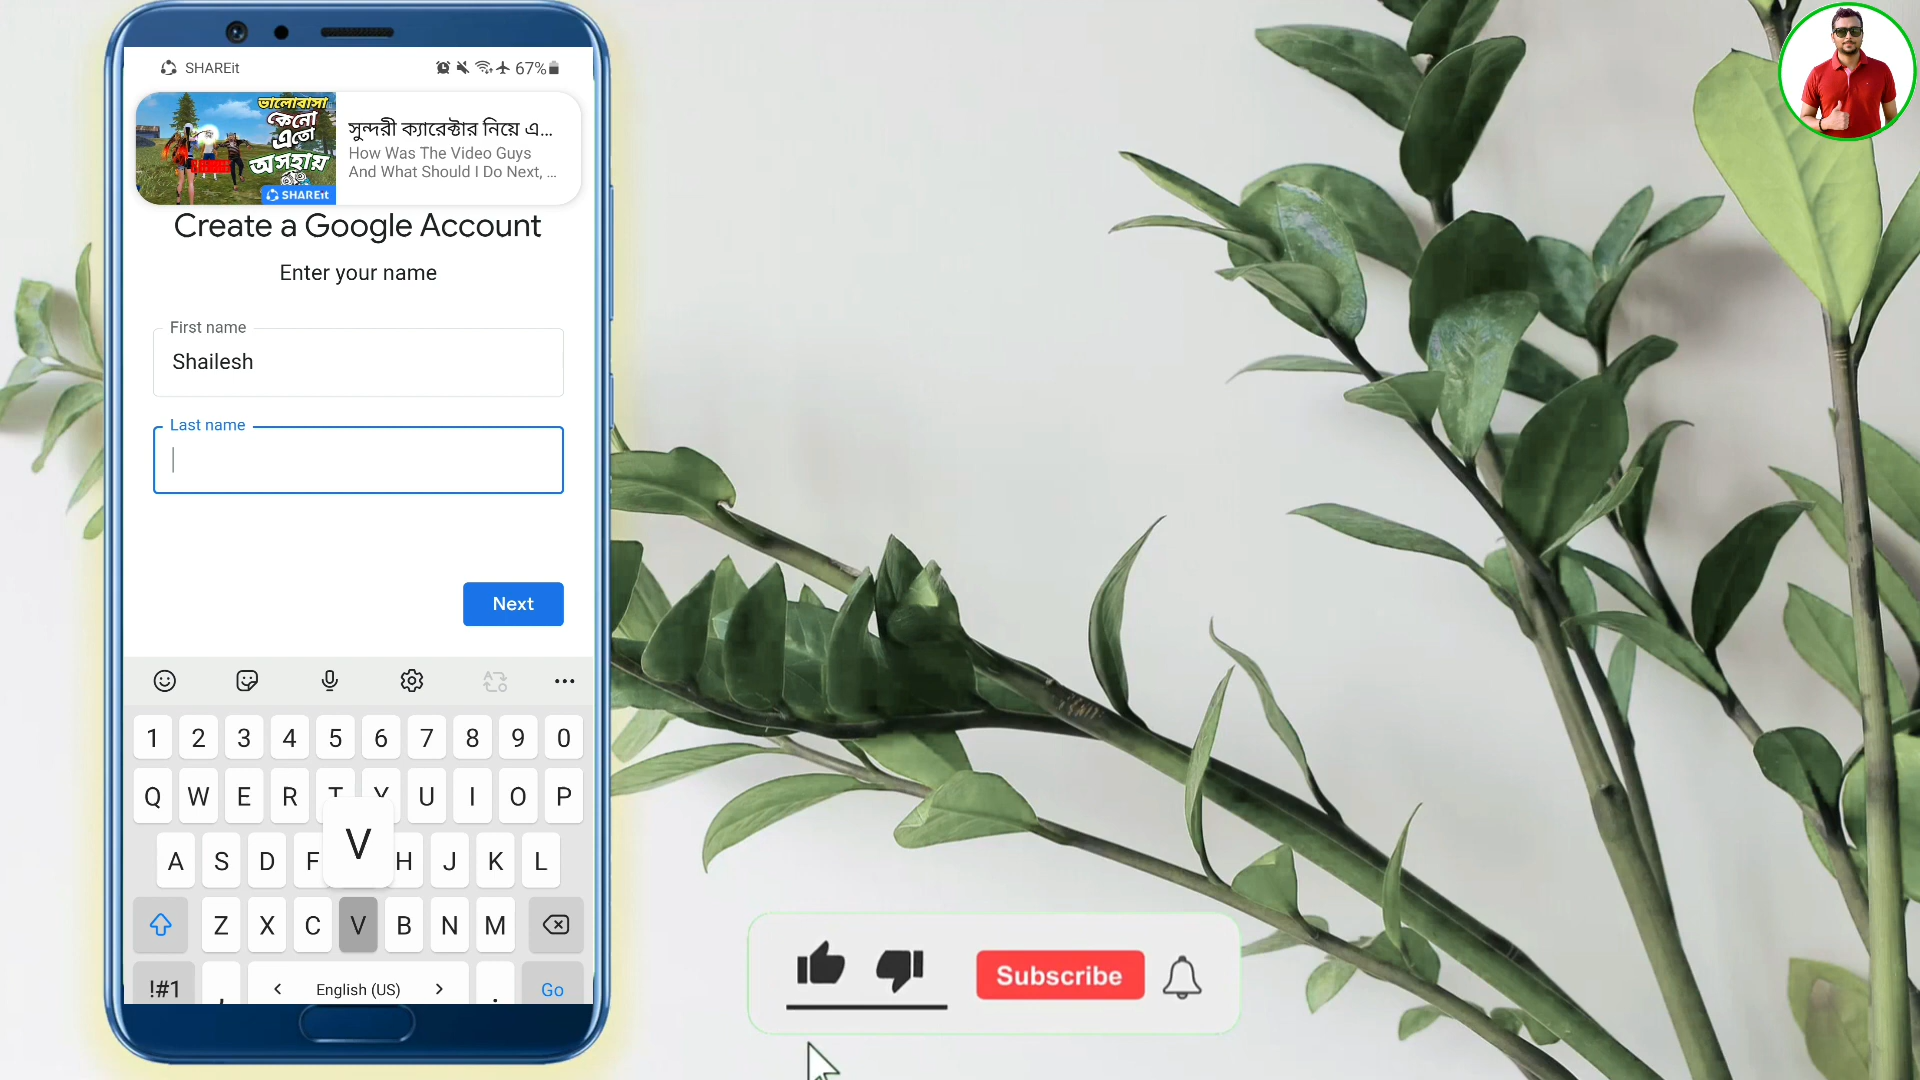 SHAREit
67%
ভালোবাসা
কেনো
এতো
অসহায়
SHAREit
সুন্দরী ক্যারেক্টার নিয়ে এ...
How Was The Video Guys
And What Should I Do Next, ...
Create a Google Account
Enter your name
First name
Shailesh
Last name
Next
1 2 3 4 5 6 7 8 9 0
Q W E R T Y U I O P
V
A S D F H J K L
Z X C V B N M
!#1 , < English (US) > . Go
Subscribe